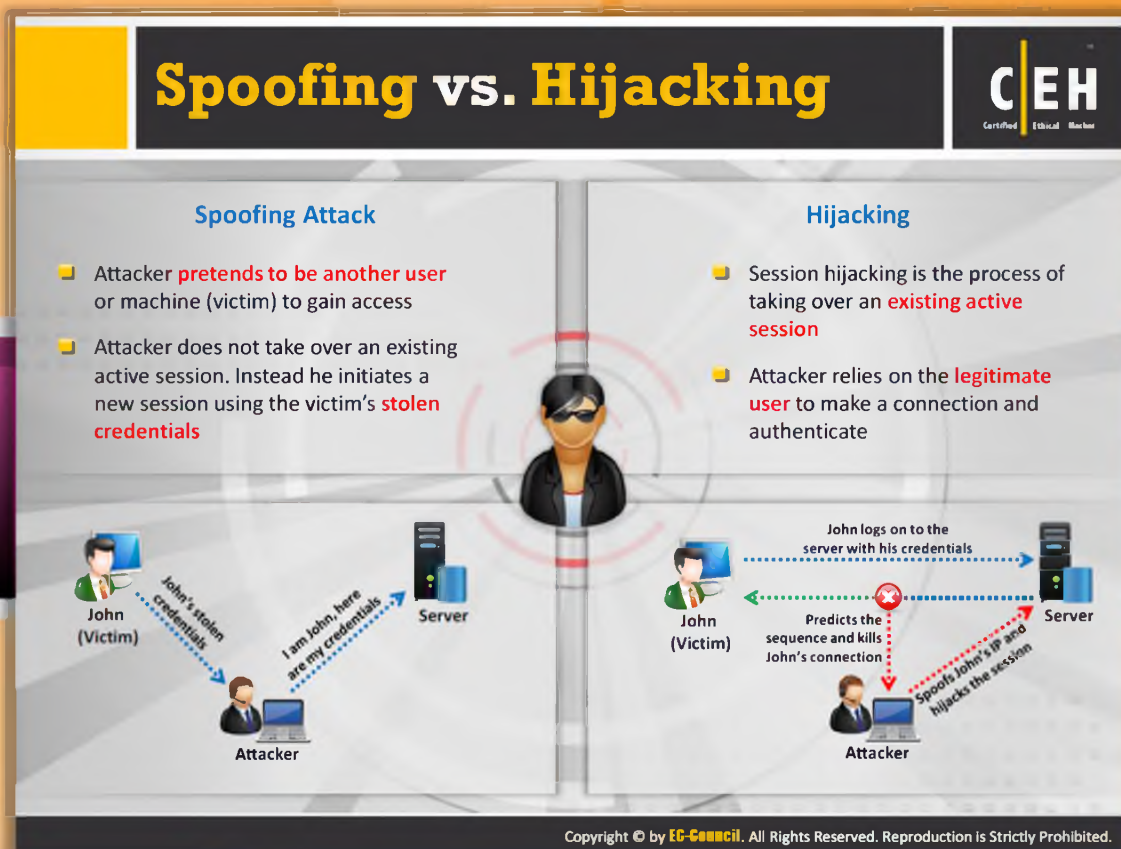 Spoofing vs. Hijacking
C EH
Certified Ethical Hacker
Spoofing Attack
Attacker pretends to be another user
or machine (victim) to gain access
Attacker does not take over an existing
active session. Instead he initiates a
new session using the victim's stolen
credentials
Hijacking
Session hijacking is the process of
taking over an existing active
session
Attacker relies on the legitimate
user to make a connection and
authenticate
John
(Victim)
John's stolen
credentials
I am John, here
are my credentials
Server
Attacker
John logs on to the
server with his credentials
John
(Victim)
Predicts the
sequence and kills
John's connection
Spoofs John's IP and
hijacks the session
Server
Attacker
Copyright © by EC-Council. All Rights Reserved. Reproduction is Strictly Prohibited.